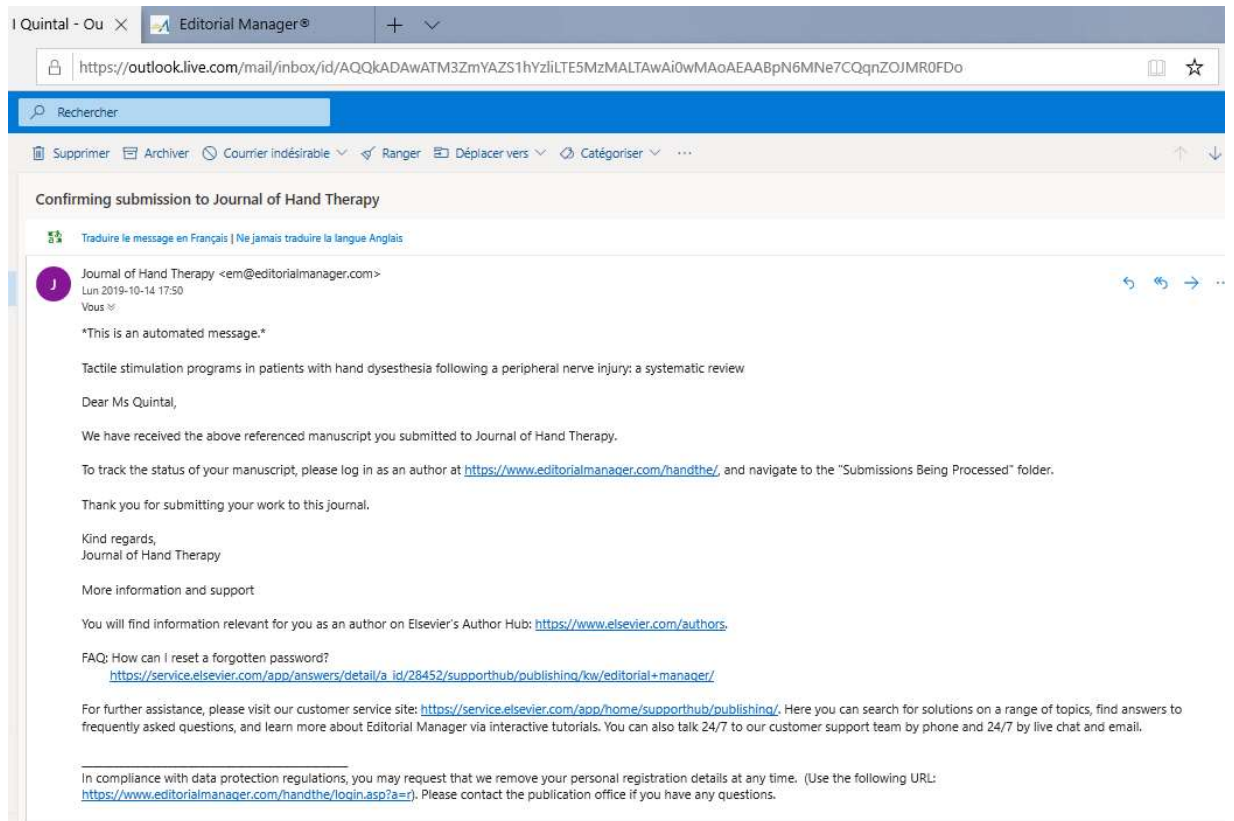 l Quintal - Ou
Editorial Manager®
https://outlook.live.com/mail/inbox/id/AQQkADAwATM3ZmYAZS1hYzliLTE5MzMALTAwAi0wMAoAEAABpN6MNe7CQqnZOJMR0FDo
Rechercher
Supprimer Archiver Courrier indésirable Ranger Déplacer vers Catégoriser ...
Confirming submission to Journal of Hand Therapy
Traduire le message en Français | Ne jamais traduire la langue Anglais
J
Journal of Hand Therapy <em@editorialmanager.com>
Lun 2019-10-14 17:50
Vous
*This is an automated message.*
Tactile stimulation programs in patients with hand dysesthesia following a peripheral nerve injury: a systematic review
Dear Ms Quintal,
We have received the above referenced manuscript you submitted to Journal of Hand Therapy.
To track the status of your manuscript, please log in as an author at https://www.editorialmanager.com/handthe/, and navigate to the "Submissions Being Processed" folder.
Thank you for submitting your work to this journal.
Kind regards,
Journal of Hand Therapy
More information and support
You will find information relevant for you as an author on Elsevier's Author Hub: https://www.elsevier.com/authors.
FAQ: How can I reset a forgotten password?
https://service.elsevier.com/app/answers/detail/a_id/28452/supporthub/publishing/kw/editorial+manager/
For further assistance, please visit our customer service site: https://service.elsevier.com/app/home/supporthub/publishing/. Here you can search for solutions on a range of topics, find answers to
frequently asked questions, and learn more about Editorial Manager via interactive tutorials. You can also talk 24/7 to our customer support team by phone and 24/7 by live chat and email.
In compliance with data protection regulations, you may request that we remove your personal registration details at any time. (Use the following URL:
https://www.editorialmanager.com/handthe/login.asp?a=r). Please contact the publication office if you have any questions.